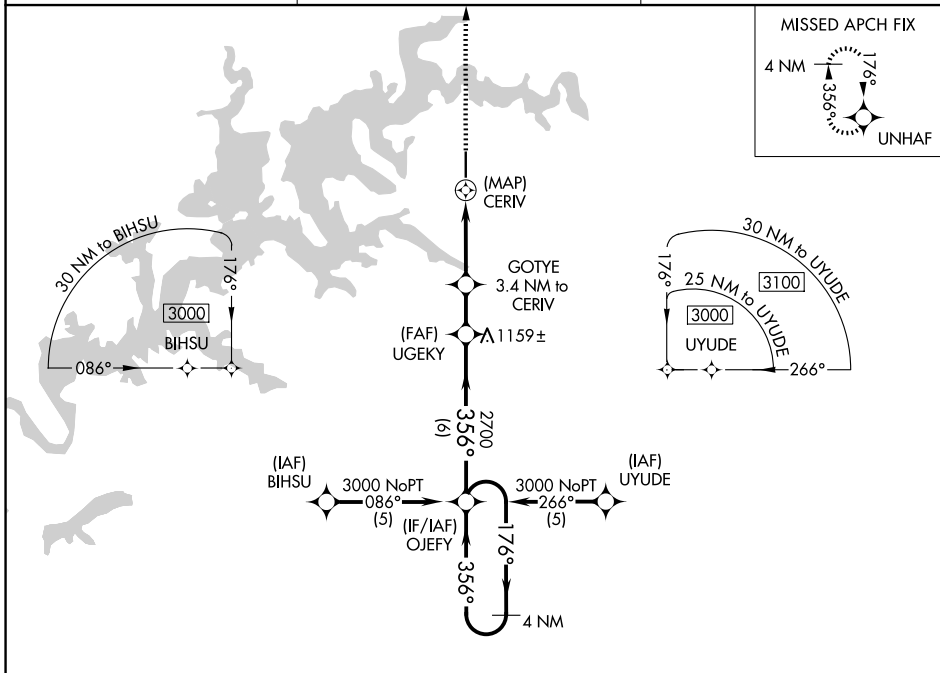 MISSED APCH FIX
4 NM
176°
356°
UNHAF
(MAP)
CERIV
30 NM to BIHSU
176°
3000
BIHSU
086°
GOTYE
3.4 NM to
CERIV
(FAF)
UGEKY
1159±
30 NM to UYUDE
3100
25 NM to UYUDE
3000
176°
UYUDE
266°
2700
356°
(6)
(IAF)
BIHSU
3000 NoPT
086°
(5)
(IF/IAF)
OJEFY
3000 NoPT
266°
(5)
(IAF)
UYUDE
176°
356°
4 NM